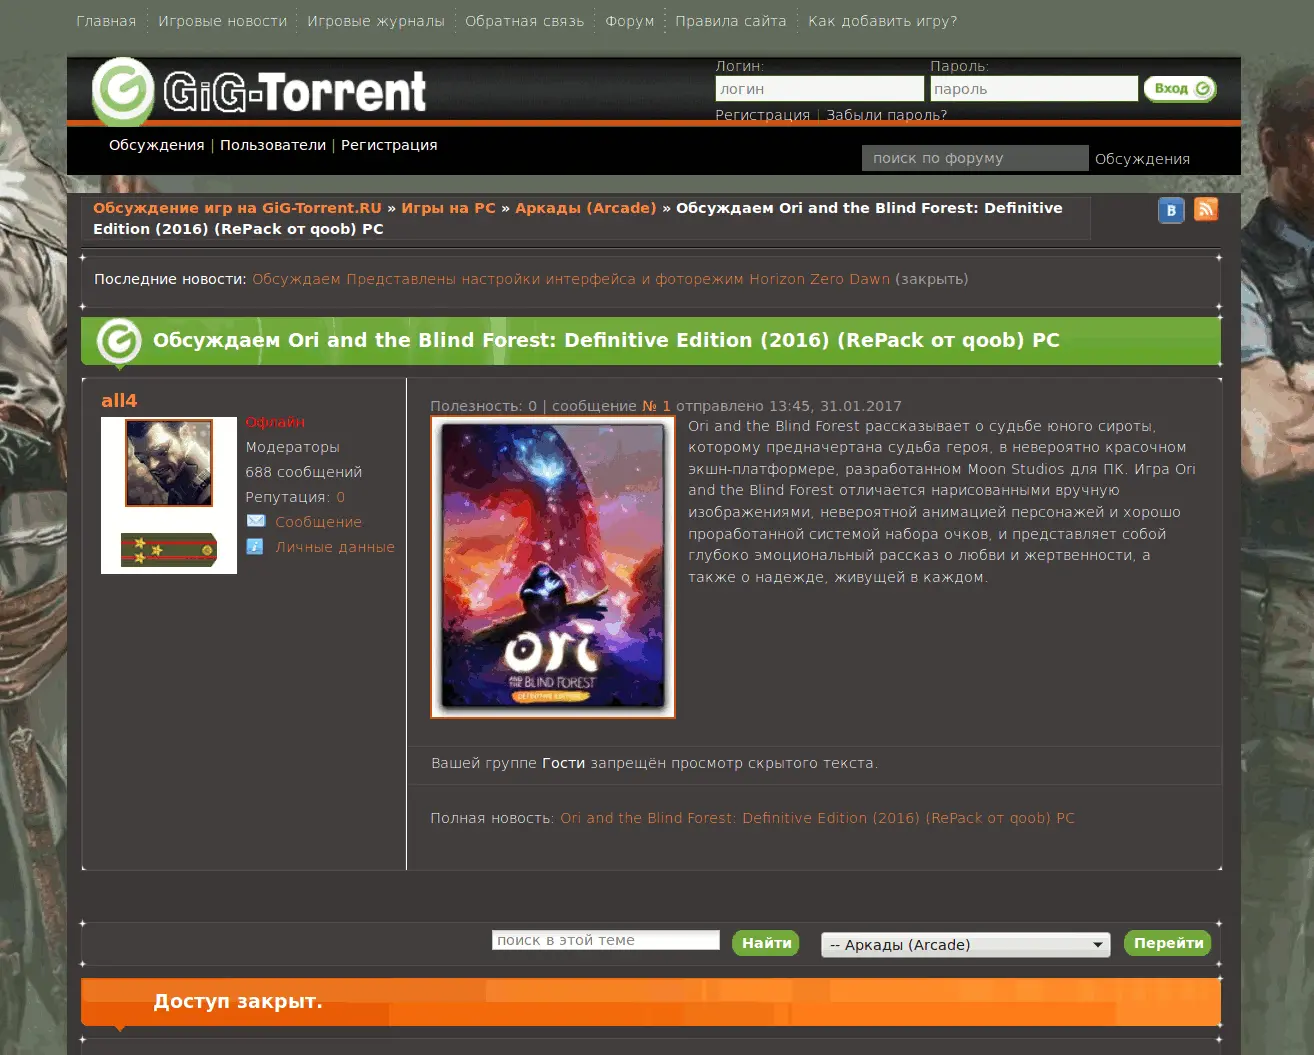 Главная
Игровые новости
Игровые журналы
Обратная связь
Форум
Правила сайта
Как добавить игру?
GiG-Torrent
Логин:
Пароль:
логин
пароль
Вход
Регистрация | Забыли пароль?
Обсуждения | Пользователи | Регистрация
поиск по форуму
Обсуждения
Обсуждение игр на GiG-Torrent.RU » Игры на PC » Аркады (Arcade) » Обсуждаем Ori and the Blind Forest: Definitive
Edition (2016) (RePack от qoob) PC
B
Последние новости: Обсуждаем Представлены настройки интерфейса и фоторежим Horizon Zero Dawn (закрыть)
Обсуждаем Ori and the Blind Forest: Definitive Edition (2016) (RePack от qoob) PC
all4
Офлайн
Модераторы
688 сообщений
Репутация: 0
Сообщение
Личные данные
Полезность: 0 | сообщение № 1 отправлено 13:45, 31.01.2017
ori
AND THE BLIND FOREST
DEFINITIVE EDITION
Ori and the Blind Forest рассказывает о судьбе юного сироты,
которому предначертана судьба героя, в невероятно красочном
экшн-платформере, разработанном Moon Studios для ПК. Игра Ori
and the Blind Forest отличается нарисованными вручную
изображениями, невероятной анимацией персонажей и хорошо
проработанной системой набора очков, и представляет собой
глубоко эмоциональный рассказ о любви и жертвенности, а
также о надежде, живущей в каждом.
Вашей группе Гости запрещён просмотр скрытого текста.
Полная новость: Ori and the Blind Forest: Definitive Edition (2016) (RePack от qoob) PC
поиск в этой теме
Найти
-- Аркады (Arcade)
Перейти
Доступ закрыт.